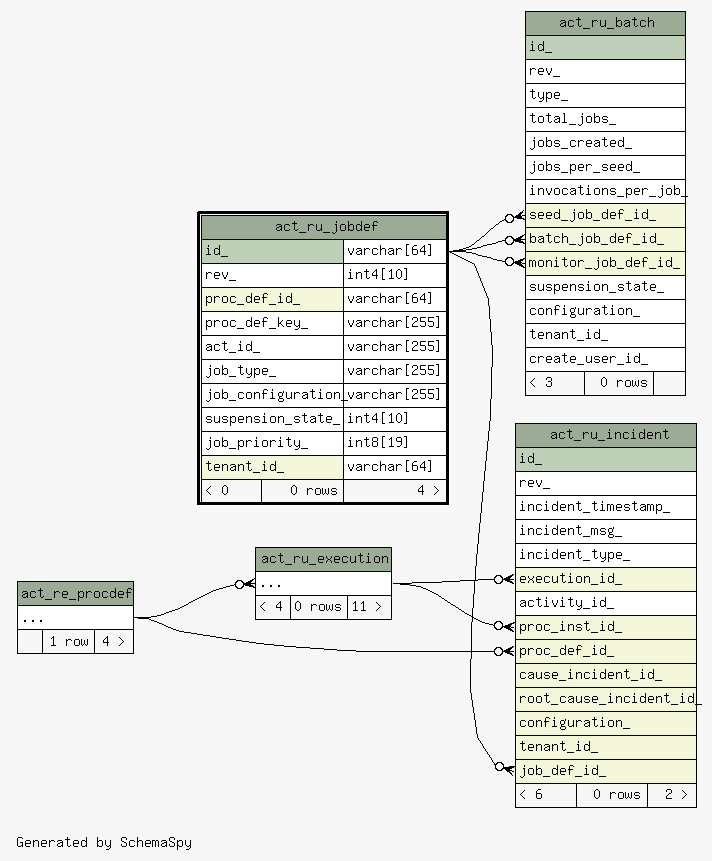 act_ru_batch
id_
rev_
type_
total_jobs_
jobs_created_
jobs_per_seed_
invocations_per_job_
seed_job_def_id_
batch_job_def_id_
monitor_job_def_id_
suspension_state_
configuration_
tenant_id_
create_user_id_
< 3 0 rows
act_ru_jobdef
id_ varchar[64]
rev_ int4[10]
proc_def_id_ varchar[64]
proc_def_key_ varchar[255]
act_id_ varchar[255]
job_type_ varchar[255]
job_configuration_ varchar[255]
suspension_state_ int4[10]
job_priority_ int8[19]
tenant_id_ varchar[64]
< 0 0 rows 4 >
act_ru_incident
id_
rev_
incident_timestamp_
incident_msg_
incident_type_
execution_id_
activity_id_
proc_inst_id_
proc_def_id_
cause_incident_id_
root_cause_incident_id_
configuration_
tenant_id_
job_def_id_
< 6 0 rows 2 >
act_ru_execution
...
< 4 0 rows 11 >
act_re_procdef
...
1 row 4 >
Generated by SchemaSpy